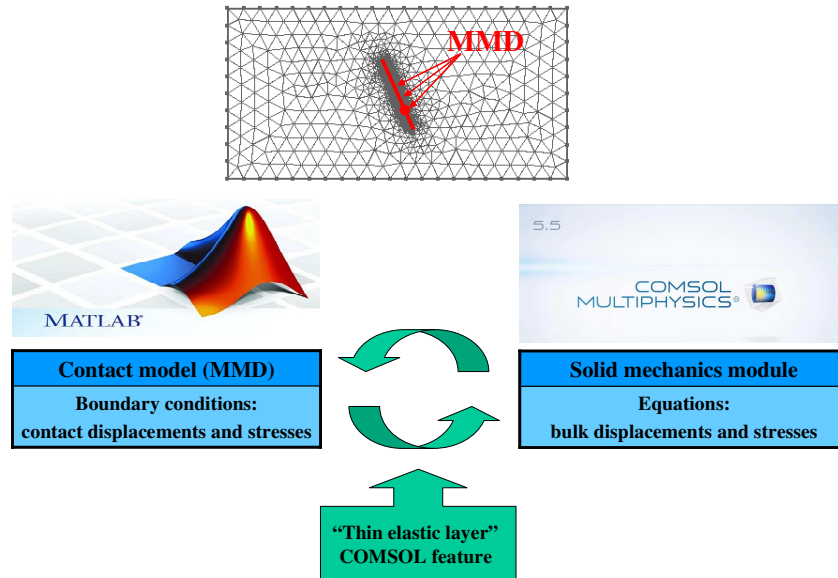 MMD
5.5
MATLAB®
COMSOL
MULTIPHYSICS®
Contact model (MMD)
Boundary conditions:
contact displacements and stresses
Solid mechanics module
Equations:
bulk displacements and stresses
“Thin elastic layer”
COMSOL feature